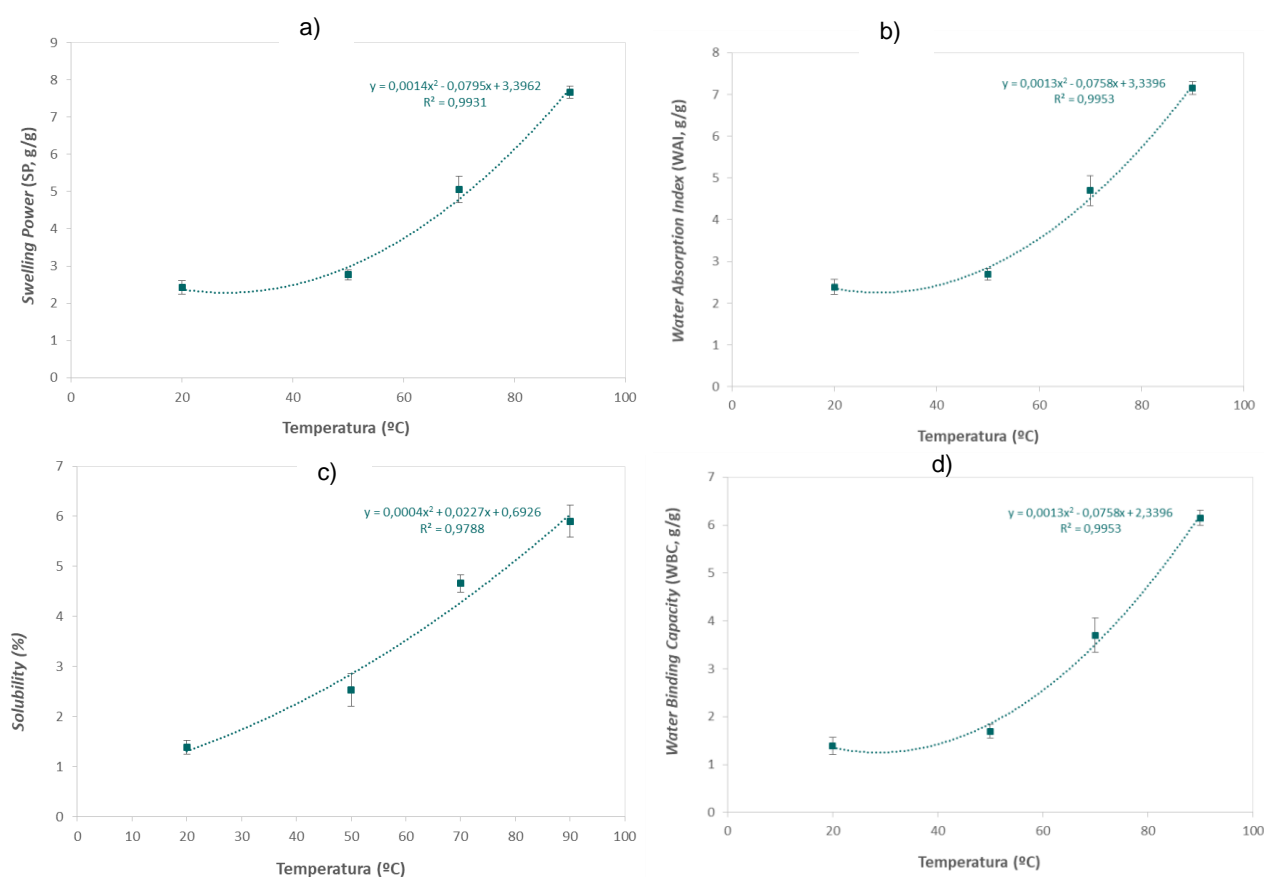 a)
9
8
7
6
5
4
3
2
1
0
Swelling Power (SP, g/g)
y = 0,0014x² - 0,0795x + 3,3962
R² = 0,9931
0 20 40 60 80 100
Temperatura (ºC)
b)
8
7
6
5
4
3
2
1
0
Water Absorption Index (WAI, g/g)
y = 0,0013x² - 0,0758x + 3,3396
R² = 0,9953
0 20 40 60 80 100
Temperatura (ºC)
c)
7
6
5
4
3
2
1
0
Solubility (%)
y = 0,0004x² + 0,0227x + 0,6926
R² = 0,9788
0 10 20 30 40 50 60 70 80 90 100
Temperatura (ºC)
d)
7
6
5
4
3
2
1
0
Water Binding Capacity (WBC, g/g)
y = 0,0013x² - 0,0758x + 2,3396
R² = 0,9953
0 20 40 60 80 100
Temperatura (ºC)